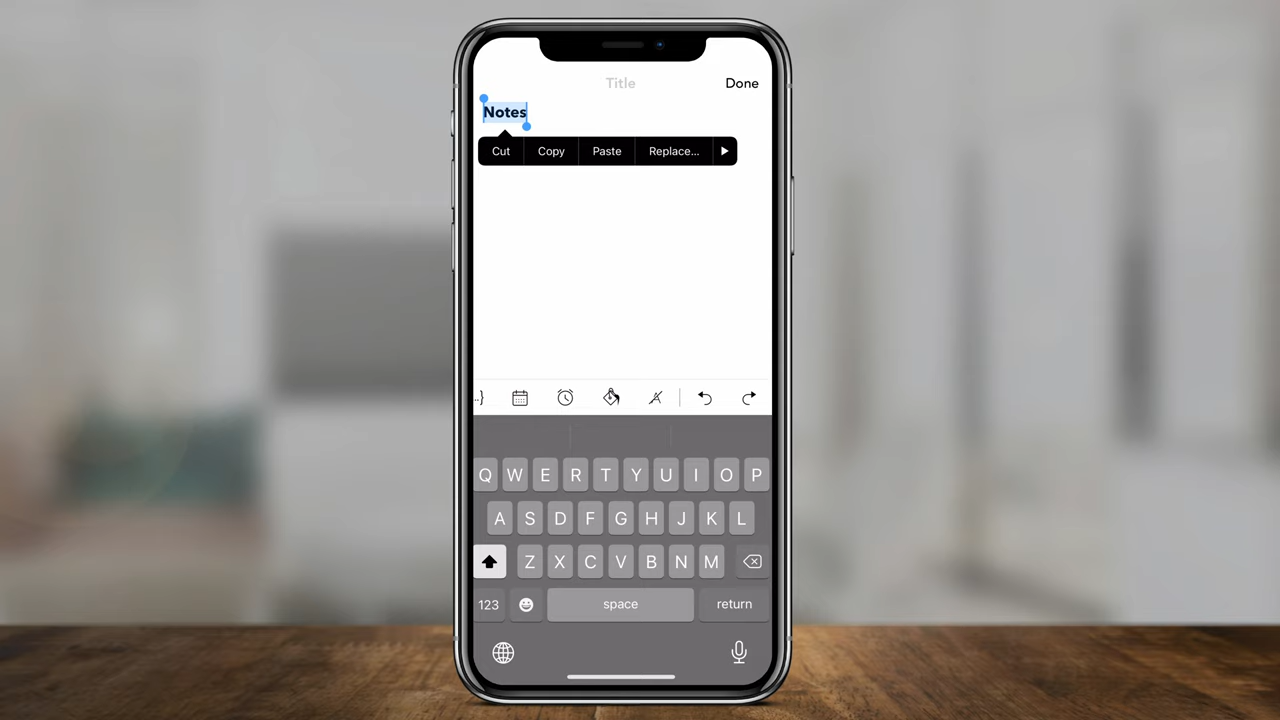 Title Done
Notes
Cut Copy Paste Replace...
..}
Q W E R T Y U I O P
A S D F G H J K L
Z X C V B N M
123 space return